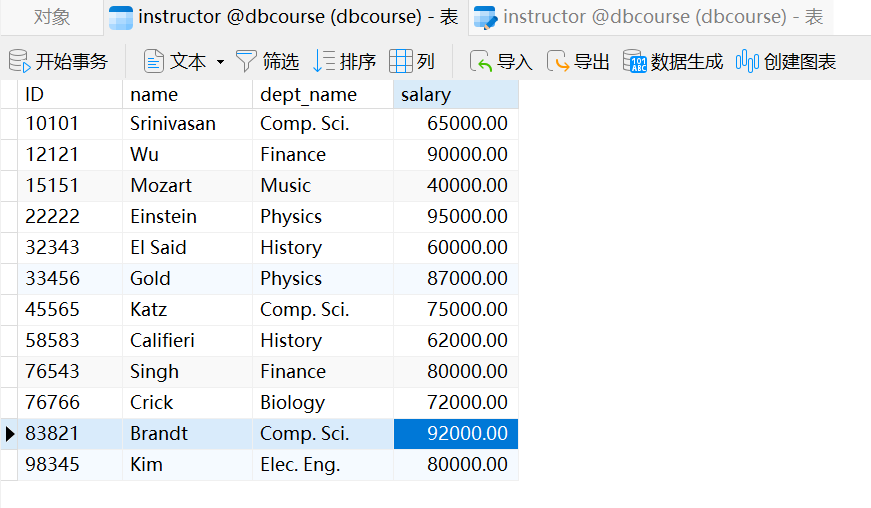 对象 instructor @dbcourse (dbcourse) - 表 instructor @dbcourse (dbcourse) - 表
开始事务 文本 筛选 排序 列 导入 导出 数据生成 创建图表
ID name dept_name salary
10101 Srinivasan Comp. Sci. 65000.00
12121 Wu Finance 90000.00
15151 Mozart Music 40000.00
22222 Einstein Physics 95000.00
32343 El Said History 60000.00
33456 Gold Physics 87000.00
45565 Katz Comp. Sci. 75000.00
58583 Califieri History 62000.00
76543 Singh Finance 80000.00
76766 Crick Biology 72000.00
83821 Brandt Comp. Sci. 92000.00
98345 Kim Elec. Eng. 80000.00